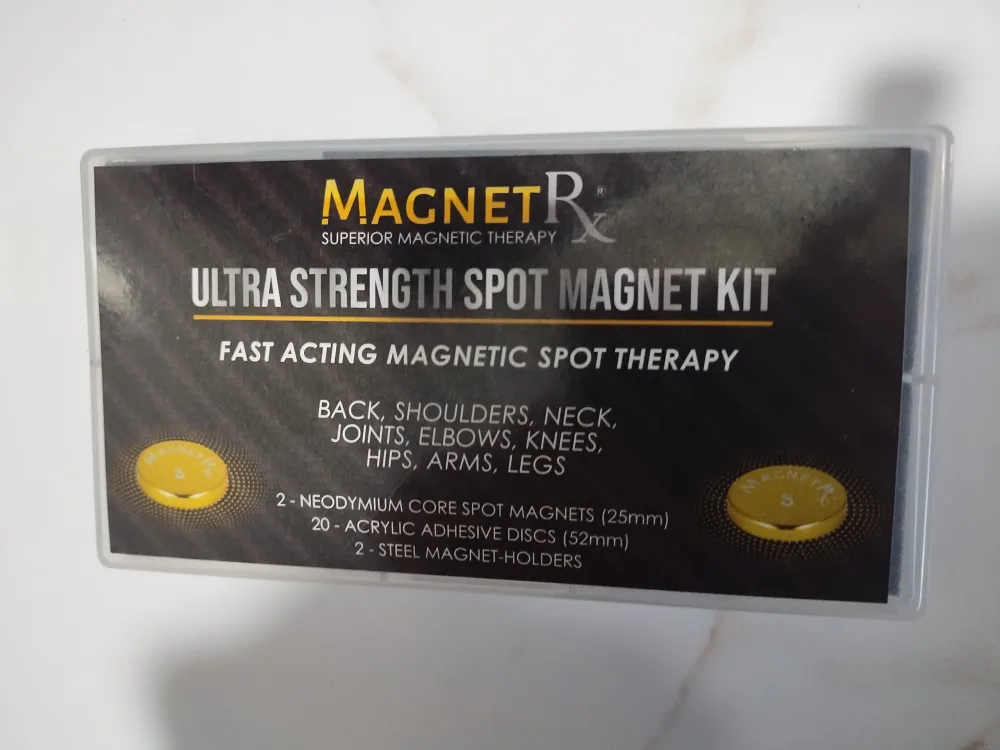 MAGNETRx®
SUPERIOR MAGNETIC THERAPY
ULTRA STRENGTH SPOT MAGNET KIT
FAST ACTING MAGNETIC SPOT THERAPY
BACK, SHOULDERS, NECK,
JOINTS, ELBOWS, KNEES,
HIPS, ARMS, LEGS
MAGNETRx
S
MAGNETRx
S
2 - NEODYMIUM CORE SPOT MAGNETS (25mm)
20 - ACRYLIC ADHESIVE DISCS (52mm)
2 - STEEL MAGNET-HOLDERS